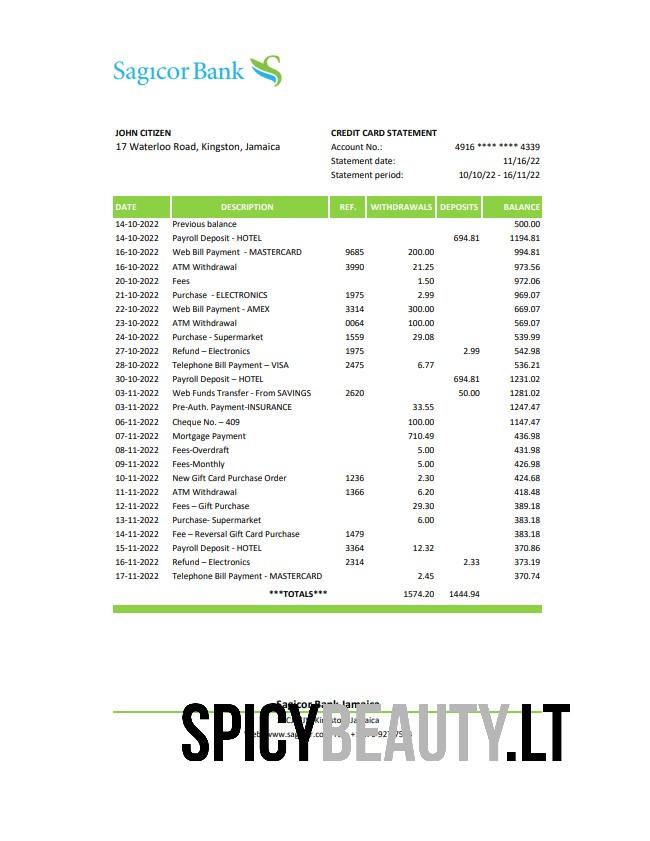 Sagicor Bank
JOHN CITIZEN
17 Waterloo Road, Kingston, Jamaica
CREDIT CARD STATEMENT
Account No.: 4916 **** **** 4339
Statement date: 11/16/22
Statement period: 10/10/22 - 16/11/22
DATE DESCRIPTION REF. WITHDRAWALS DEPOSITS BALANCE
14-10-2022 Previous balance 500.00
14-10-2022 Payroll Deposit - HOTEL 694.81 1194.81
16-10-2022 Web Bill Payment - MASTERCARD 9685 200.00 994.81
16-10-2022 ATM Withdrawal 3990 21.25 973.56
20-10-2022 Fees 1.50 972.06
21-10-2022 Purchase - ELECTRONICS 1975 2.99 969.07
22-10-2022 Web Bill Payment - AMEX 3314 300.00 669.07
23-10-2022 ATM Withdrawal 0064 100.00 569.07
24-10-2022 Purchase - Supermarket 1559 29.08 539.99
27-10-2022 Refund – Electronics 1975 2.99 542.98
28-10-2022 Telephone Bill Payment – VISA 2475 6.77 536.21
30-10-2022 Payroll Deposit – HOTEL 694.81 1231.02
03-11-2022 Web Funds Transfer - From SAVINGS 2620 50.00 1281.02
03-11-2022 Pre-Auth. Payment-INSURANCE 33.55 1247.47
06-11-2022 Cheque No. – 409 100.00 1147.47
07-11-2022 Mortgage Payment 710.49 436.98
08-11-2022 Fees-Overdraft 5.00 431.98
09-11-2022 Fees-Monthly 5.00 426.98
10-11-2022 New Gift Card Purchase Order 1236 2.30 424.68
11-11-2022 ATM Withdrawal 1366 6.20 418.48
12-11-2022 Fees – Gift Purchase 29.30 389.18
13-11-2022 Purchase- Supermarket 6.00 383.18
14-11-2022 Fee – Reversal Gift Card Purchase 1479 383.18
15-11-2022 Payroll Deposit - HOTEL 3364 12.32 370.86
16-11-2022 Refund – Electronics 2314 2.33 373.19
17-11-2022 Telephone Bill Payment - MASTERCARD 2.45 370.74
***TOTALS*** 1574.20 1444.94
Sagicor Bank Jamaica
Jamaica
SPICYBEAUTY.LT